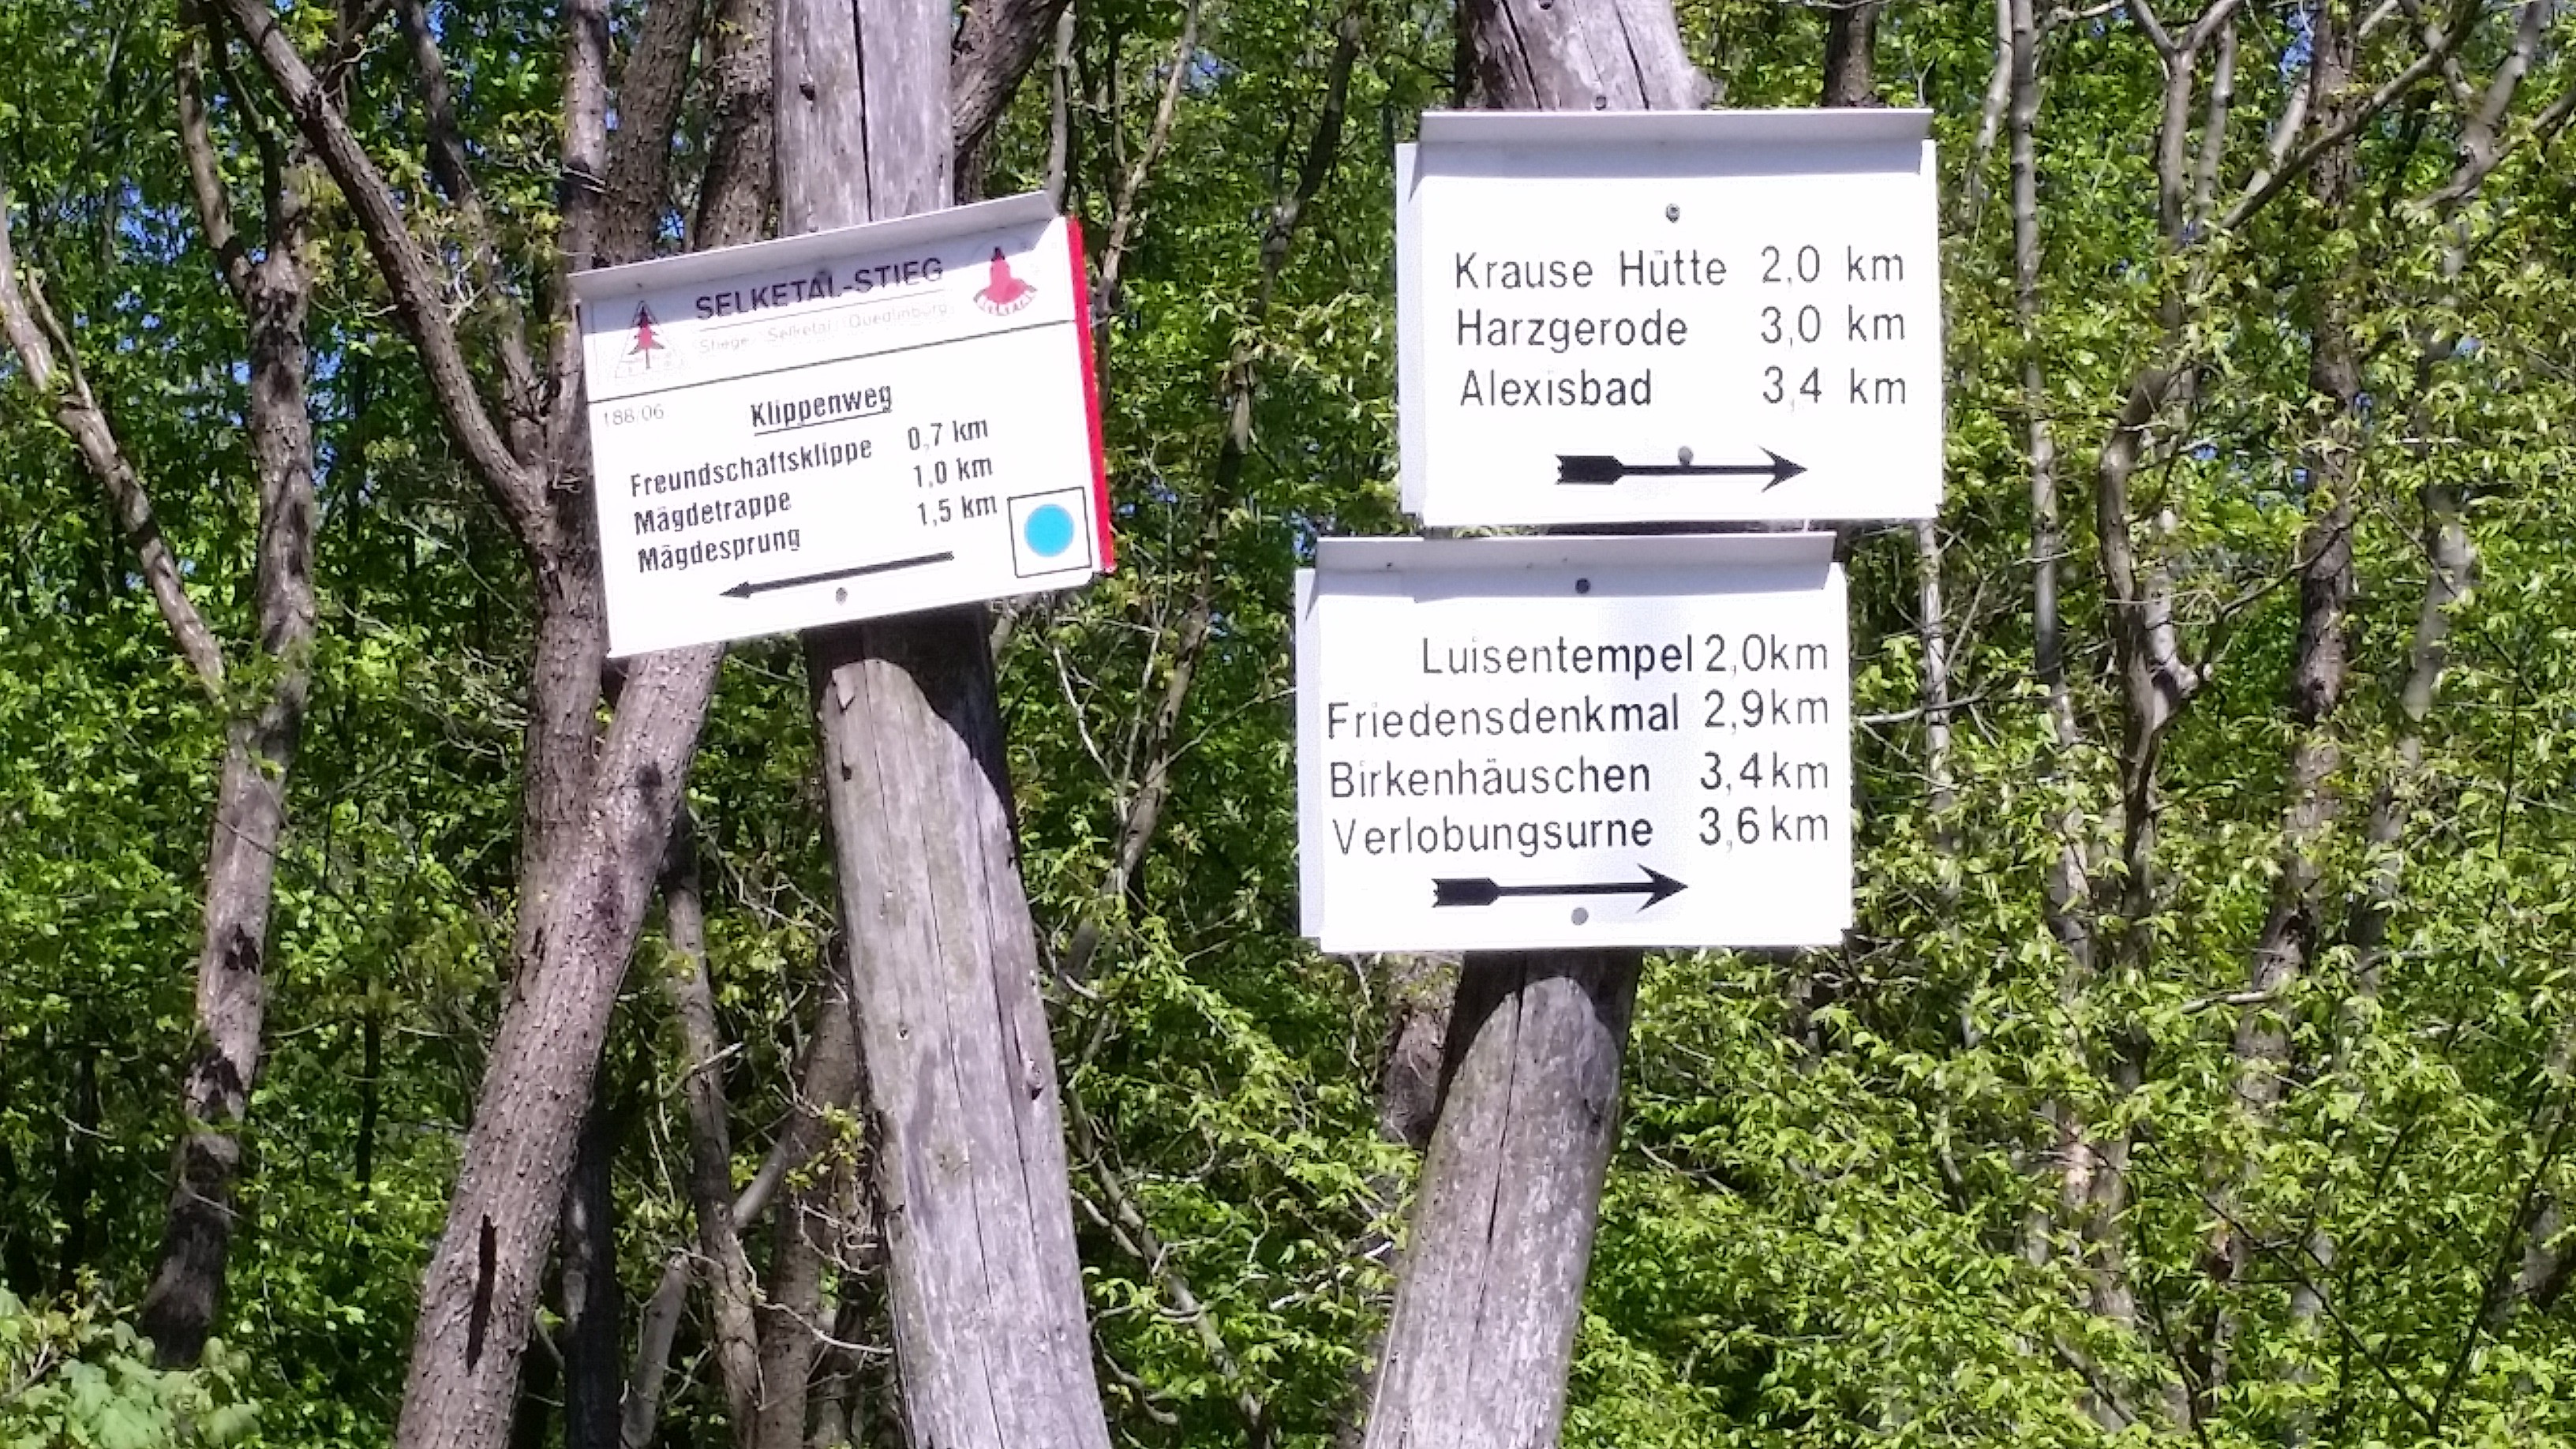 SELKETAL-STIEG
Stiege - Selketal - Quedlinburg
188/06
Klippenweg
Freundschaftsklippe 0,7 km
Mägdetrappe 1,0 km
Mägdesprung 1,5 km
Krause Hütte 2,0 km
Harzgerode 3,0 km
Alexisbad 3,4 km
Luisentempel 2,0km
Friedensdenkmal 2,9km
Birkenhäuschen 3,4km
Verlobungsurne 3,6km